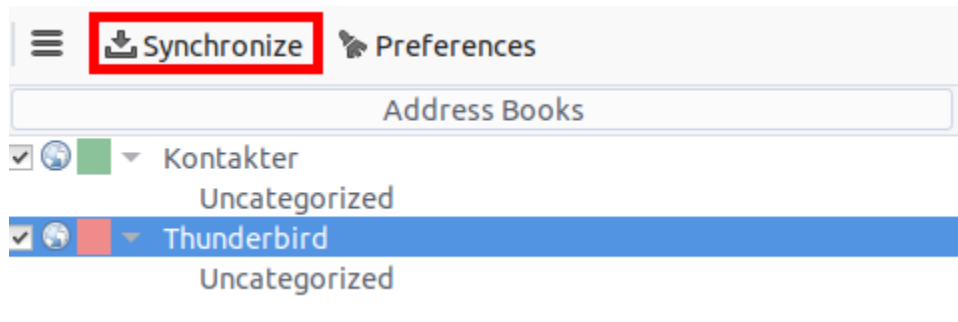 Synchronize Preferences
Address Books
Kontakter
Uncategorized
Thunderbird
Uncategorized